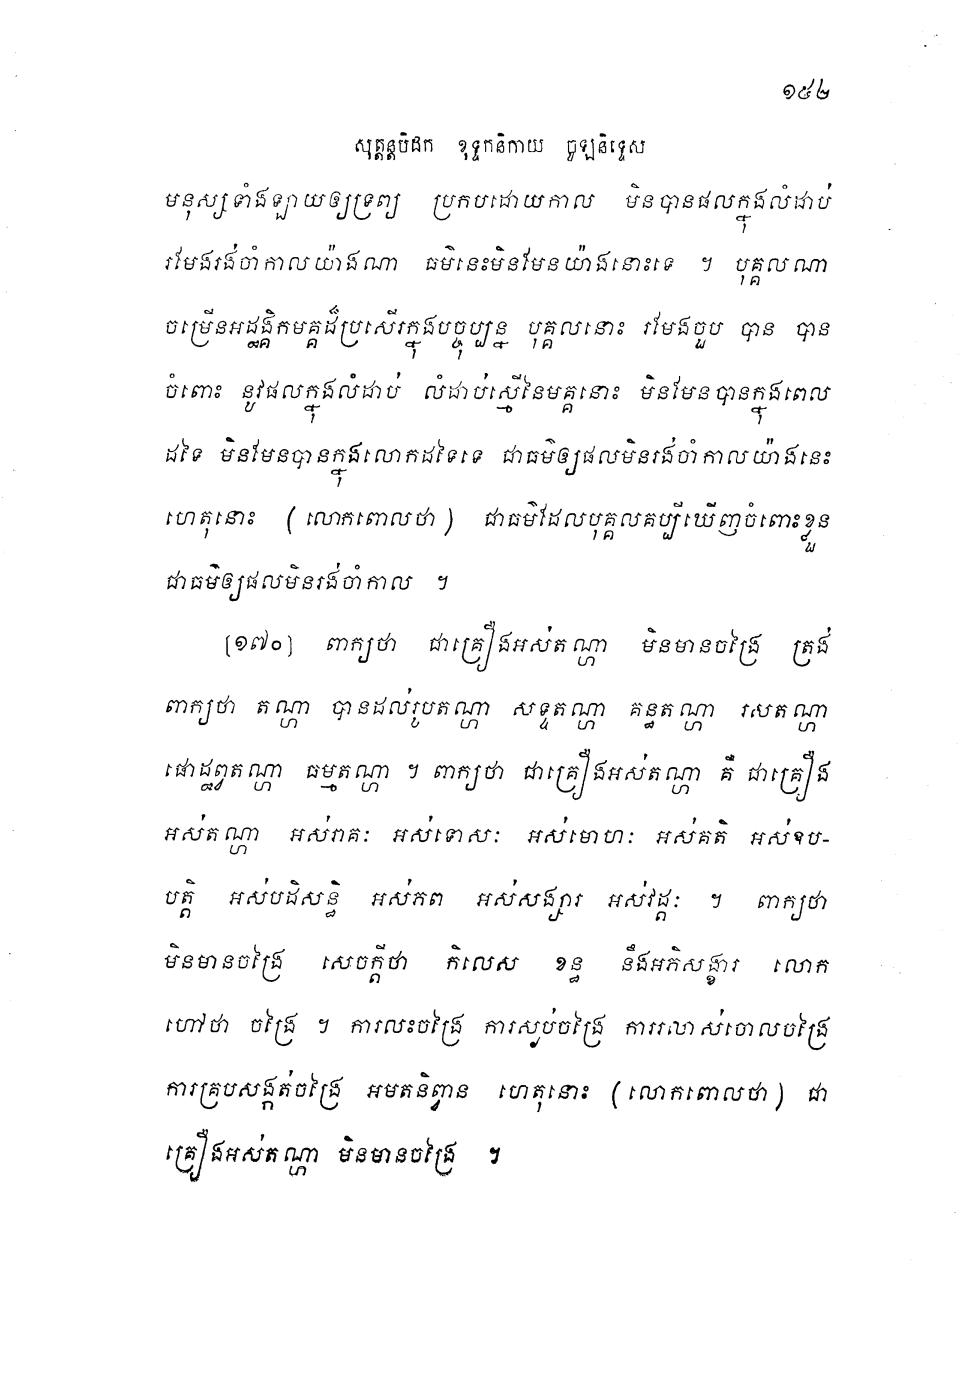 ១៥២
សុត្តន្តបិដក ខុទ្ទកនិកាយ ចូឡនិទ្ទេស
មនុស្សទាំងឡាយឲ្យទ្រព្យ ប្រកបដោយកាល មិនបានផលក្នុងលំដាប់
រមែងរង់ចាំកាលយ៉ាងណា ធម៌នេះមិនមែនយ៉ាងនោះទេ ។ បុគ្គលណា
ចម្រើនអដ្ឋង្គិកមគ្គដ៏ប្រសើរក្នុងបច្ចុប្បន្ន បុគ្គលនោះ រមែងចួប បាន បាន
ចំពោះ នូវផលក្នុងលំដាប់ លំដាប់ស្មើនៃមគ្គនោះ មិនមែនបានក្នុងពេល
ដទៃ មិនមែនបានក្នុងលោកដទៃទេ ជាធម៌ឲ្យផលមិនរង់ចាំកាលយ៉ាងនេះ
ហេតុនោះ (លោកពោលថា) ជាធម៌ដែលបុគ្គលគប្បីឃើញចំពោះខ្លួន
ជាធម៌ឲ្យផលមិនរង់ចាំកាល ។
[១៧០] ពាក្យថា ជាគ្រឿងអស់តណ្ហា មិនមានចង្រៃ ត្រង់
ពាក្យថា តណ្ហា បានដល់រូបតណ្ហា សទ្ទតណ្ហា គន្ធតណ្ហា រសតណ្ហា
ផោដ្ឋព្វតណ្ហា ធម្មតណ្ហា ។ ពាក្យថា ជាគ្រឿងអស់តណ្ហា គឺ ជាគ្រឿង
អស់តណ្ហា អស់រាគៈ អស់ទោសៈ អស់មោហៈ អស់គតិ អស់ឧប-
បត្តិ អស់បដិសន្ធិ អស់ភព អស់សង្សារ អស់វដ្តៈ ។ ពាក្យថា
មិនមានចង្រៃ សេចក្តីថា កិលេស ខន្ធ នឹងអភិសង្ខារ លោក
ហៅថា ចង្រៃ ។ ការលះចង្រៃ ការស្ងប់ចង្រៃ ការរលាស់ចោលចង្រៃ
ការគ្របសង្កត់ចង្រៃ អមតនិព្វាន ហេតុនោះ (លោកពោលថា) ជា
គ្រឿងអស់តណ្ហា មិនមានចង្រៃ ។